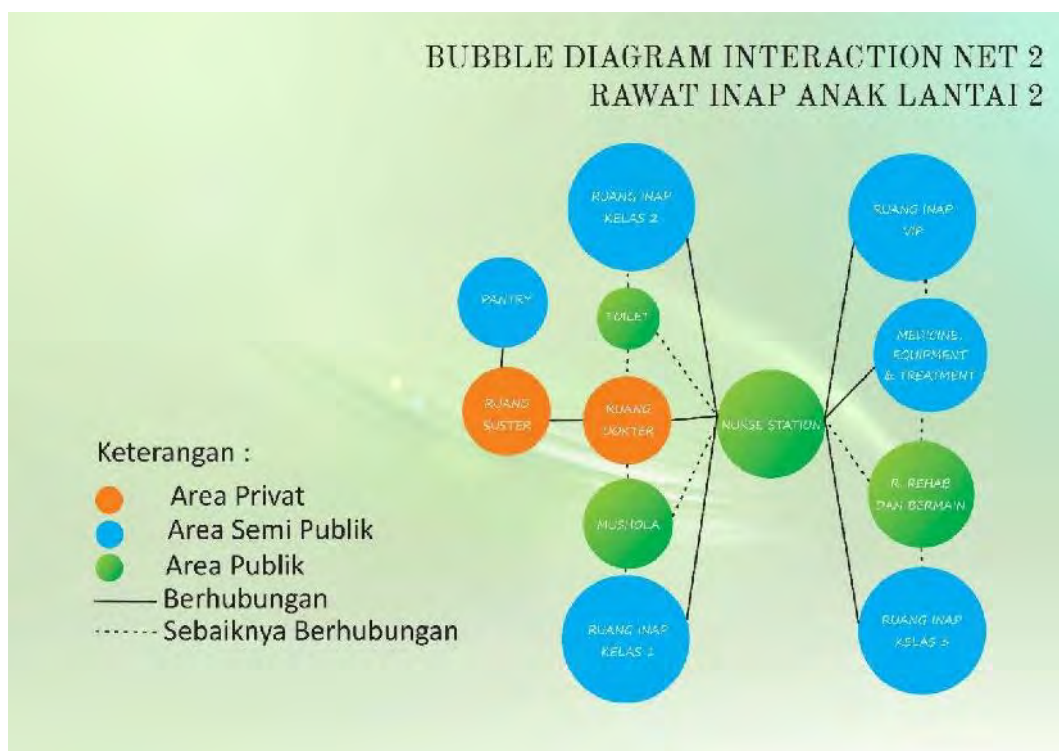 BUBBLE DIAGRAM INTERACTION NET 2
RAWAT INAP ANAK LANTAI 2
RUANG INAP
KELAS 2
RUANG INAP
VIP
PANTRY
TOILET
MEDICINE,
EQUIPMENT
& TREATMENT
RUANG
SUSTER
RUANG
DOKTER
NURSE STATION
R. REHAB
DAN BERMAIN
MUSHOLA
RUANG INAP
KELAS 1
RUANG INAP
KELAS 3
Keterangan :
Area Privat
Area Semi Publik
Area Publik
Berhubungan
Sebaiknya Berhubungan